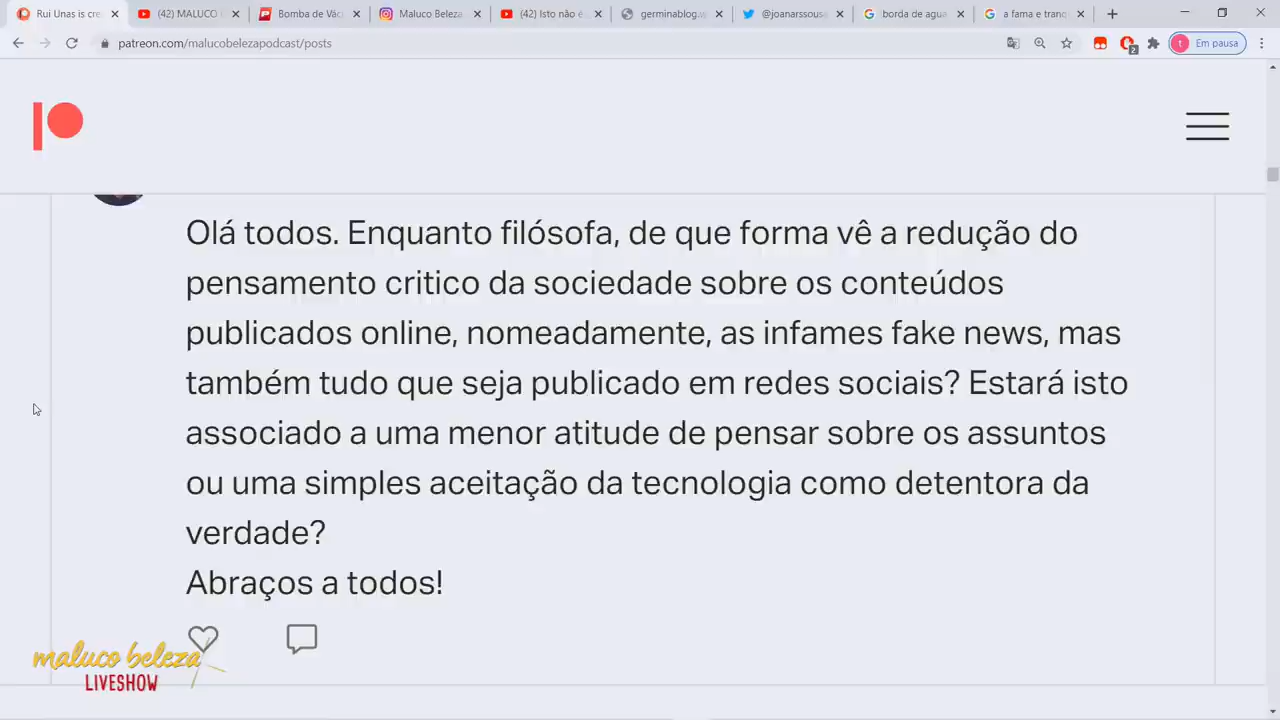 Rui Unas is cre
(42) MALUCO
Bomba de Vác
Maluco Beleza
(42) Isto não é
germinablog.w
@joanarssousa
borda de agua
a fama e tranq
patreon.com/malucobelezapodcast/posts
2
t Em pausa
Olá todos. Enquanto filósofa, de que forma vê a redução do
pensamento critico da sociedade sobre os conteúdos
publicados online, nomeadamente, as infames fake news, mas
também tudo que seja publicado em redes sociais? Estará isto
associado a uma menor atitude de pensar sobre os assuntos
ou uma simples aceitação da tecnologia como detentora da
verdade?
Abraços a todos!
maluco beleza
LIVESHOW